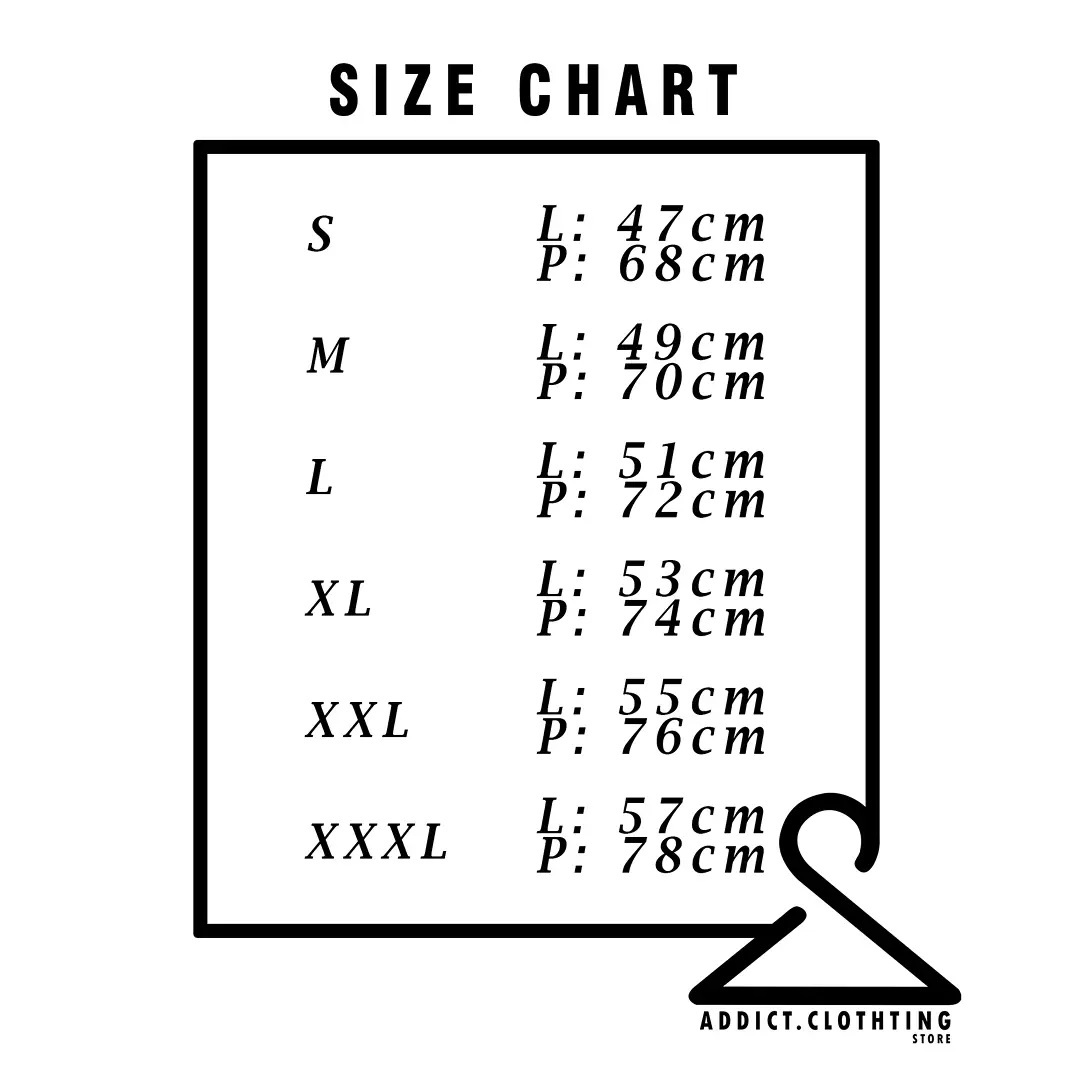 SIZE CHART
S
L: 47cm
P: 68cm
M
L: 49cm
P: 70cm
L
L: 51cm
P: 72cm
XL
L: 53cm
P: 74cm
XXL
L: 55cm
P: 76cm
XXXL
L: 57cm
P: 78cm
ADDICT.CLOTHTING
STORE